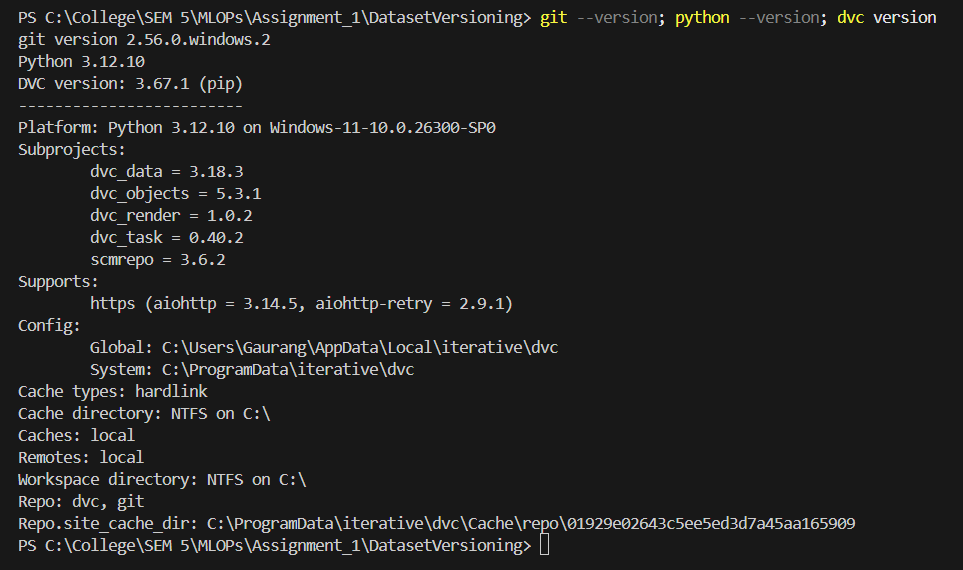 PS C:\College\SEM 5\MLOPs\Assignment_1\DatasetVersioning> git --version; python --version; dvc version
git version 2.56.0.windows.2
Python 3.12.10
DVC version: 3.67.1 (pip)
-------------------------
Platform: Python 3.12.10 on Windows-11-10.0.26300-SP0
Subprojects:
        dvc_data = 3.18.3
        dvc_objects = 5.3.1
        dvc_render = 1.0.2
        dvc_task = 0.40.2
        scmrepo = 3.6.2
Supports:
        https (aiohttp = 3.14.5, aiohttp-retry = 2.9.1)
Config:
        Global: C:\Users\Gaurang\AppData\Local\iterative\dvc
        System: C:\ProgramData\iterative\dvc
Cache types: hardlink
Cache directory: NTFS on C:\
Caches: local
Remotes: local
Workspace directory: NTFS on C:\
Repo: dvc, git
Repo.site_cache_dir: C:\ProgramData\iterative\dvc\Cache\repo\01929e02643c5ee5ed3d7a45aa165909
PS C:\College\SEM 5\MLOPs\Assignment_1\DatasetVersioning>